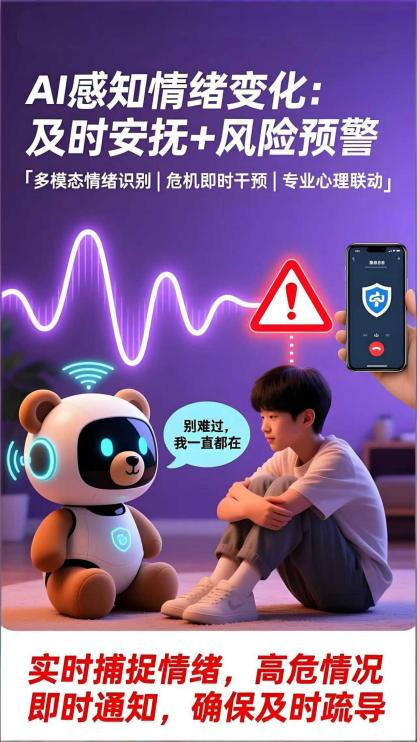 AI感知情绪变化：
及时安抚+风险预警
「多模态情绪识别 | 危机即时干预 | 专业心理联动」
别难过，
我一直都在
实时捕捉情绪，高危情况
即时通知，确保及时疏导